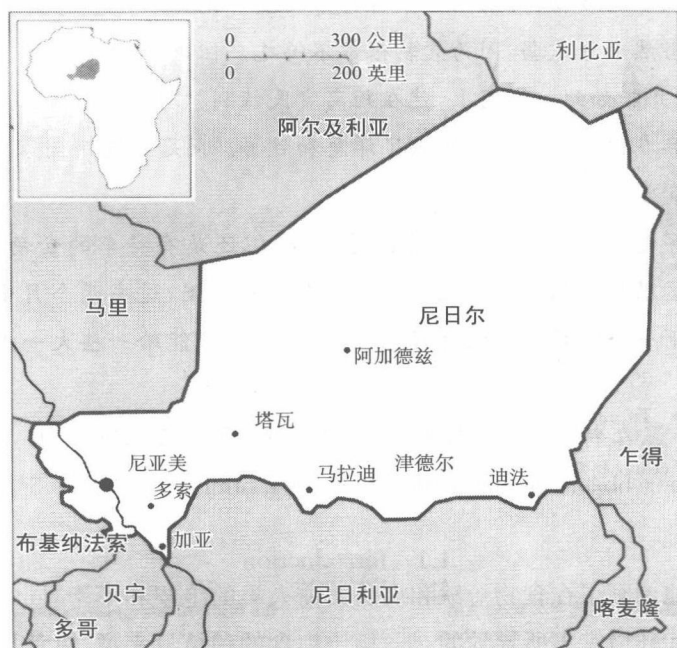 0 300 公里
0 200 英里
利比亚
阿尔及利亚
马里
尼日尔
阿加德兹
塔瓦
尼亚美
马拉迪
津德尔
迪法
乍得
多索
布基纳法索
加亚
贝宁
尼日利亚
喀麦隆
多哥